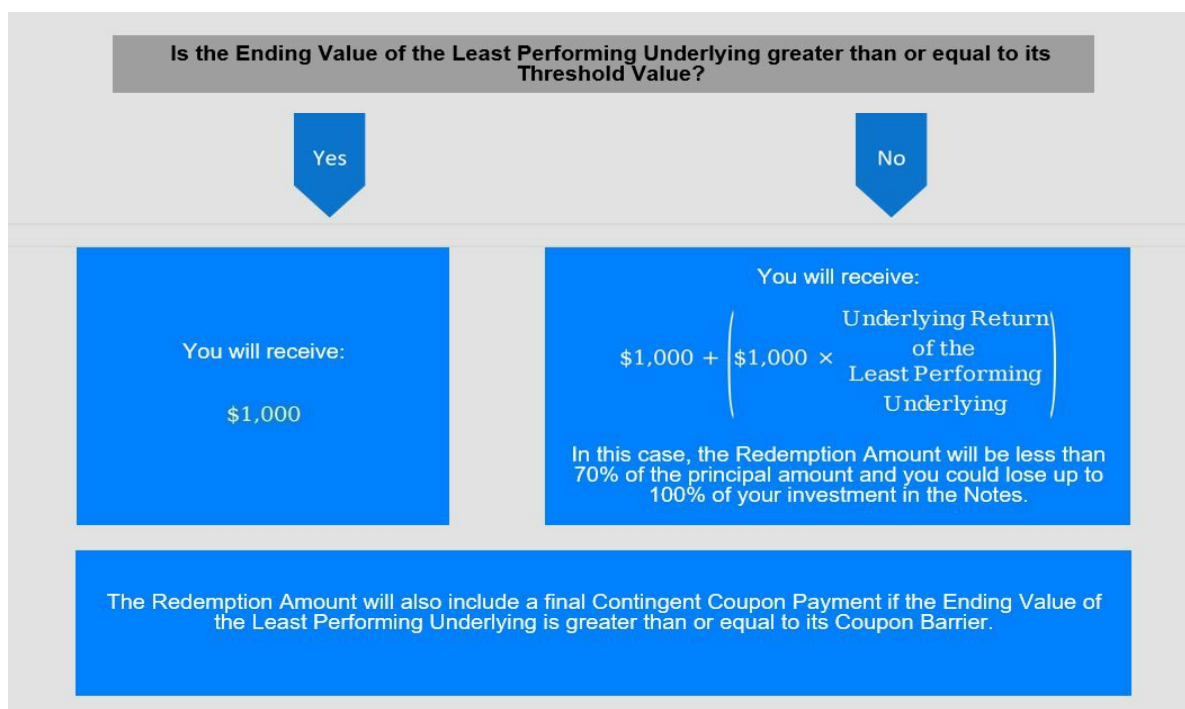 Is the Ending Value of the Least Performing Underlying greater than or equal to its
Threshold Value?
Yes
No
You will receive:
$1,000
You will receive:
$1,000 + ($1,000 × Underlying Return
of the
Least Performing
Underlying)
In this case, the Redemption Amount will be less than
70% of the principal amount and you could lose up to
100% of your investment in the Notes.
The Redemption Amount will also include a final Contingent Coupon Payment if the Ending Value of
the Least Performing Underlying is greater than or equal to its Coupon Barrier.